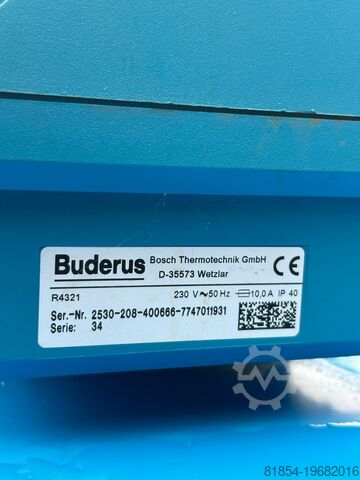 Buderus Bosch Thermotechnik GmbH
D-35573 Wetzlar
CE
R4321 230 V ~ 50 Hz 10,0 A IP 40
Ser.-Nr. 2530-208-400666-7747011931
Serie: 34
81854-19682016